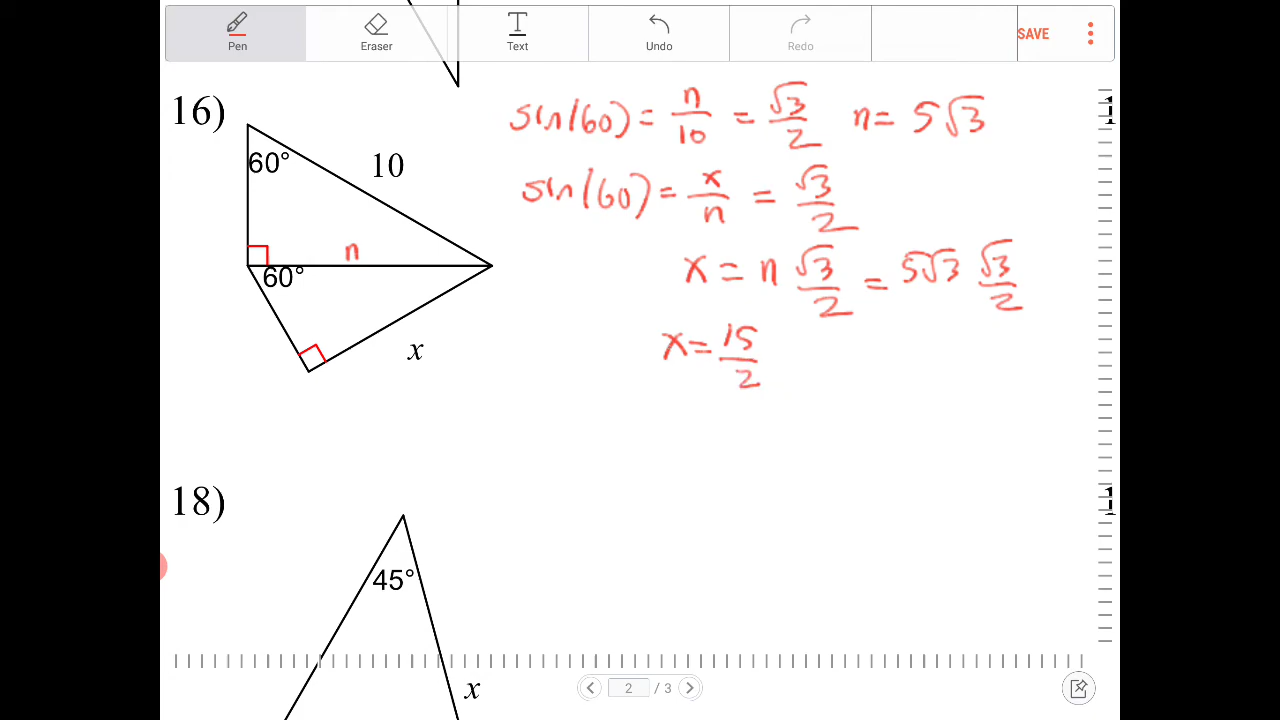 Pen Eraser Text Undo Redo SAVE
16) sin(60) = n/10 = √3/2 n = 5√3
60° 10
sin(60) = x/n = √3/2
n
60°
x = n √3/2 = 5√3 √3/2
x
x = 15/2
18)
45°
x
2 / 3